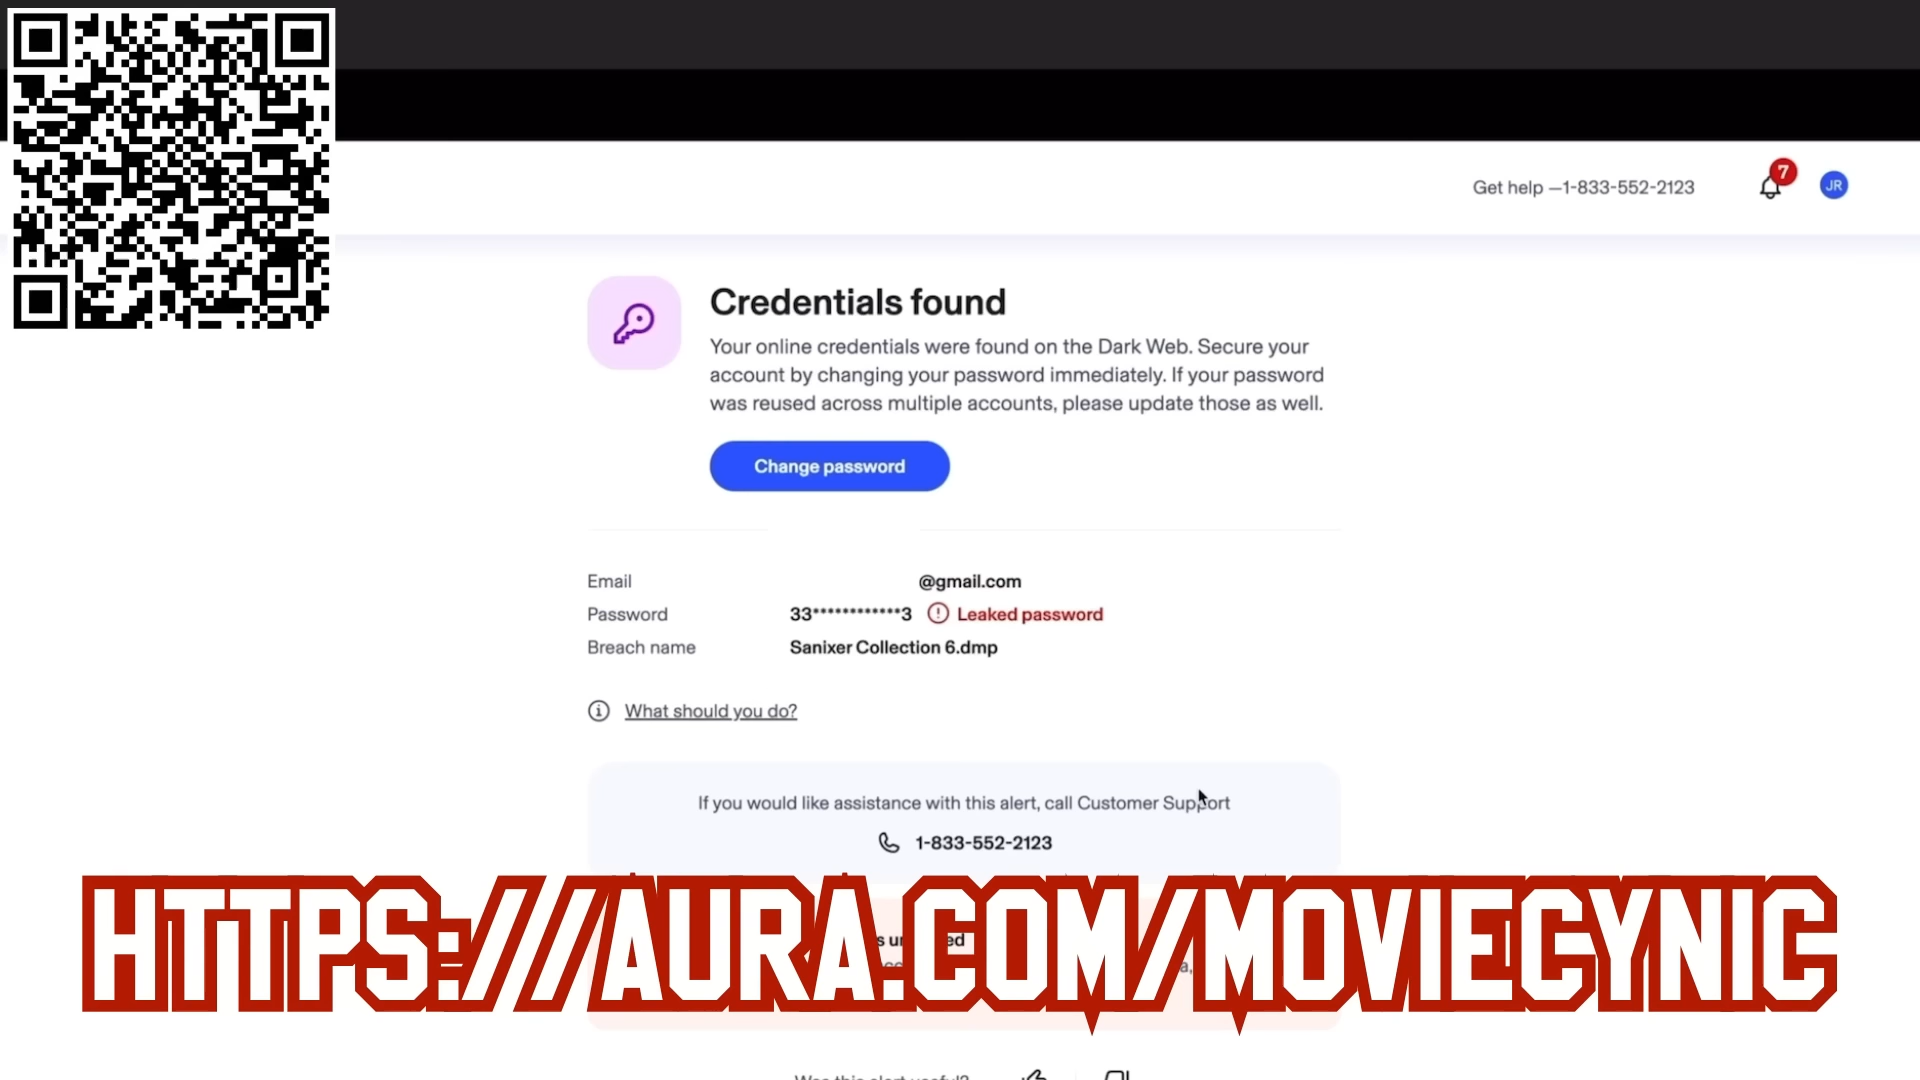 Get help —1-833-552-2123
7
JR
Credentials found
Your online credentials were found on the Dark Web. Secure your
account by changing your password immediately. If your password
was reused across multiple accounts, please update those as well.
Change password
Email @gmail.com
Password 33************3 Leaked password
Breach name Sanixer Collection 6.dmp
What should you do?
If you would like assistance with this alert, call Customer Support
1-833-552-2123
HTTPS://AURA.COM/MOVIECYNIC
Was this alert useful?